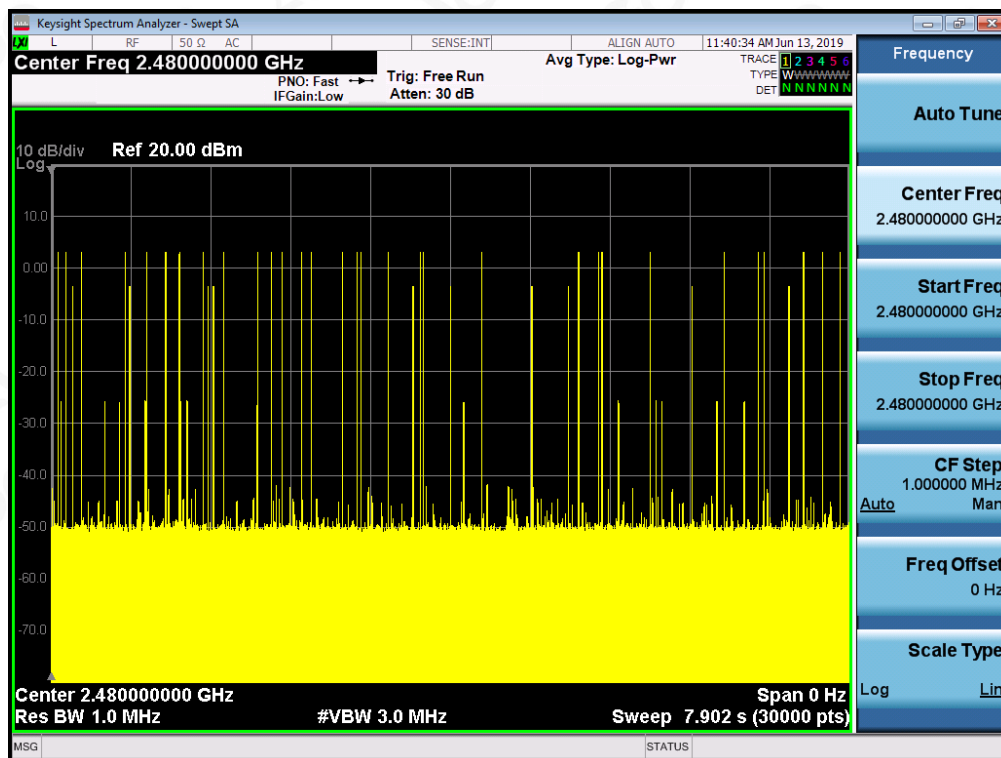 Keysight Spectrum Analyzer - Swept SA
LXI L RF 50 Ω AC SENSE:INT ALIGN AUTO 11:40:34 AM Jun 13, 2019
Center Freq 2.480000000 GHz
PNO: Fast
IFGain:Low
Trig: Free Run
Atten: 30 dB
Avg Type: Log-Pwr
TRACE 1 2 3 4 5 6
TYPE WWWWWW
DET N N N N N N
10 dB/div Ref 20.00 dBm
Log
10.0
0.00
-10.0
-20.0
-30.0
-40.0
-50.0
-60.0
-70.0
Center 2.480000000 GHz Span 0 Hz
Res BW 1.0 MHz #VBW 3.0 MHz Sweep 7.902 s (30000 pts)
MSG STATUS
Frequency
Auto Tune
Center Freq
2.480000000 GHz
Start Freq
2.480000000 GHz
Stop Freq
2.480000000 GHz
CF Step
1.000000 MHz
Auto Man
Freq Offset
0 Hz
Scale Type
Log Lin